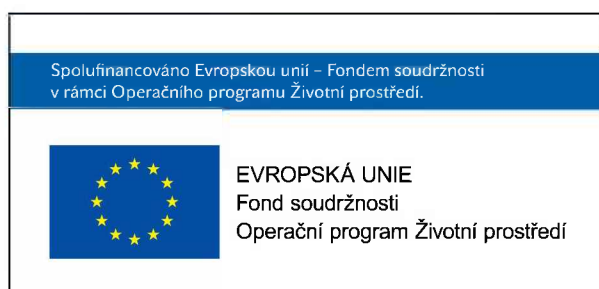 Spolufinancováno Evropskou unií – Fondem soudržnosti
v rámci Operačního programu Životní prostředí.
EVROPSKÁ UNIE
Fond soudržnosti
Operační program Životní prostředí